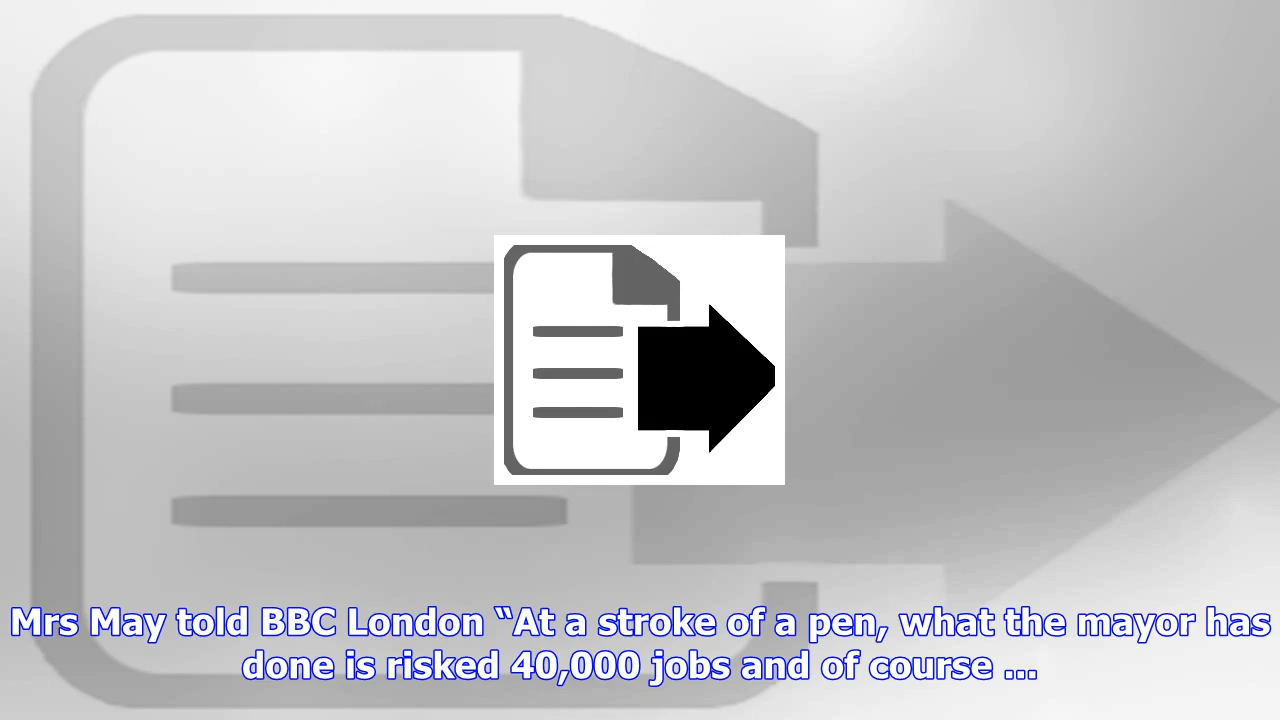 Mrs May told BBC London “At a stroke of a pen, what the mayor has
done is risked 40,000 jobs and of course ...